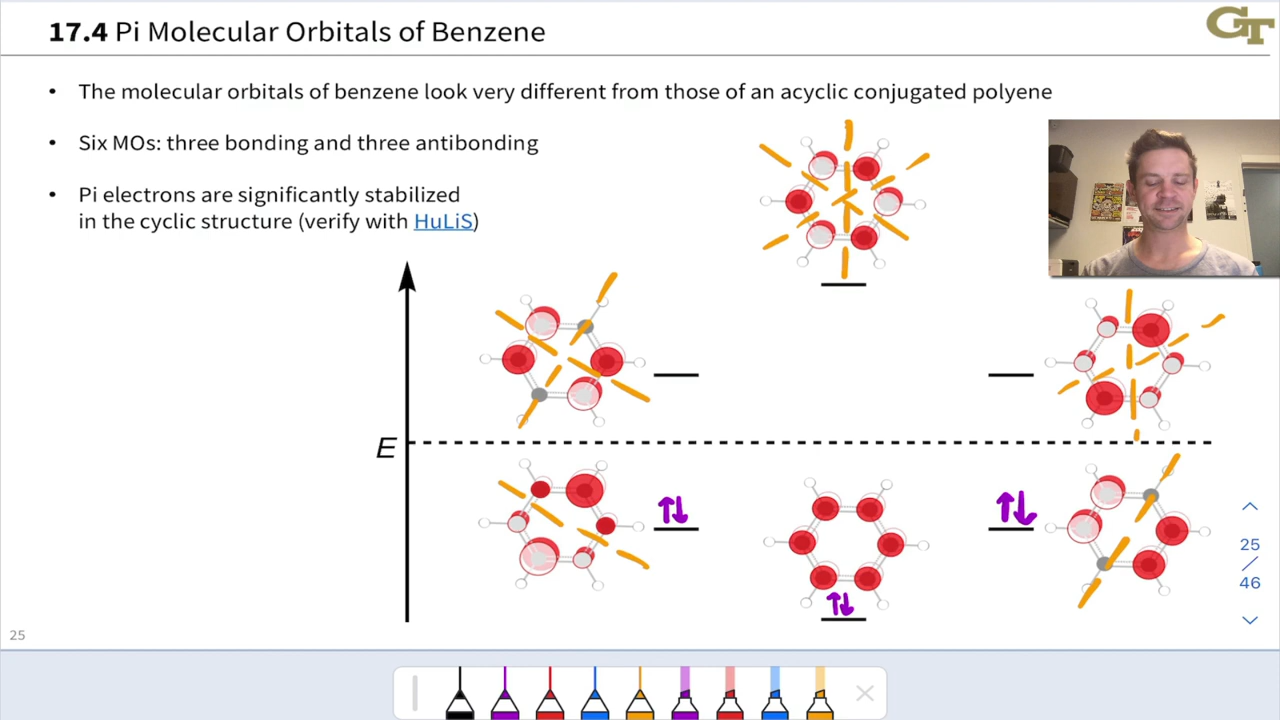 17.4 Pi Molecular Orbitals of Benzene
GT
• The molecular orbitals of benzene look very different from those of an acyclic conjugated polyene
• Six MOs: three bonding and three antibonding
• Pi electrons are significantly stabilized
in the cyclic structure (verify with HuLiS)
E
25
/
46
25